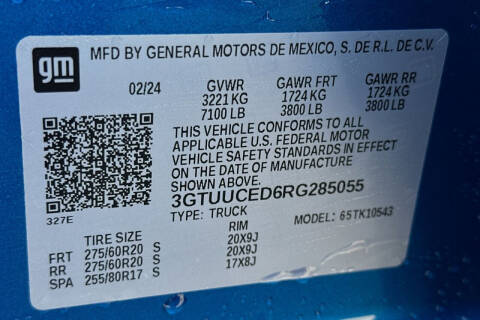 gm
MFD BY GENERAL MOTORS DE MEXICO, S. DE R.L. DE C.V.
02/24 GVWR GAWR FRT GAWR RR
3221 KG 1724 KG 1724 KG
7100 LB 3800 LB 3800 LB
THIS VEHICLE CONFORMS TO ALL
APPLICABLE U.S. FEDERAL MOTOR
VEHICLE SAFETY STANDARDS IN EFFECT
ON THE DATE OF MANUFACTURE
SHOWN ABOVE.
3GTUUCED6RG285055
327E
TYPE: TRUCK MODEL: 65TK10543
TIRE SIZE RIM
FRT 275/60R20 S 20X9J
RR 275/60R20 S 20X9J
SPA 255/80R17 S 17X8J